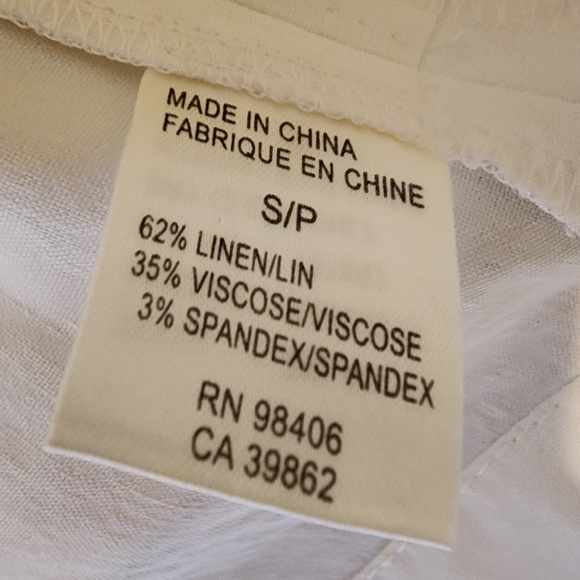 MADE IN CHINA
FABRIQUE EN CHINE
S/P
62% LINEN/LIN
35% VISCOSE/VISCOSE
3% SPANDEX/SPANDEX
RN 98406
CA 39862